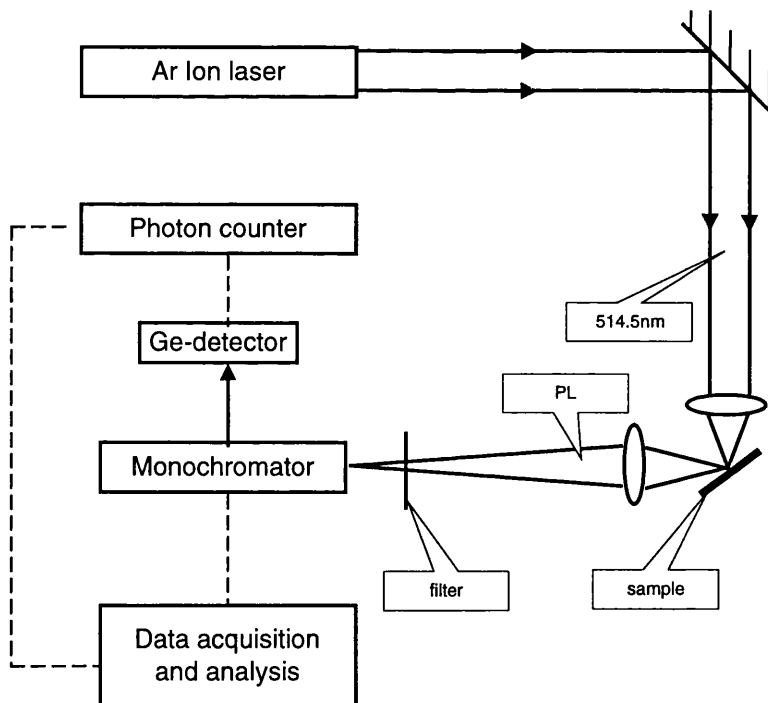 Ar Ion laser
Photon counter
514.5nm
Ge-detector
PL
Monochromator
filter
sample
Data acquisition
and analysis